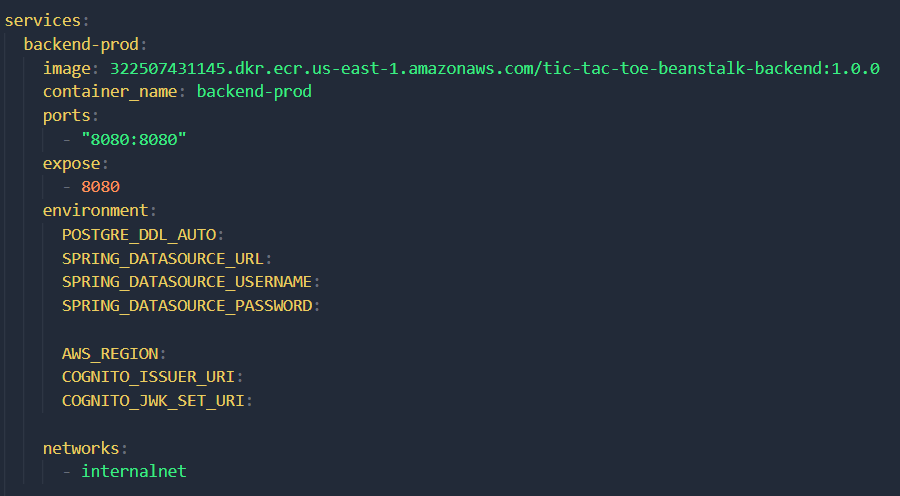 services:
backend-prod:
image: 322507431145.dkr.ecr.us-east-1.amazonaws.com/tic-tac-toe-beanstalk-backend:1.0.0
container_name: backend-prod
ports:
- "8080:8080"
expose:
- 8080
environment:
POSTGRE_DDL_AUTO:
SPRING_DATASOURCE_URL:
SPRING_DATASOURCE_USERNAME:
SPRING_DATASOURCE_PASSWORD:
AWS_REGION:
COGNITO_ISSUER_URI:
COGNITO_JWK_SET_URI:
networks:
- internalnet